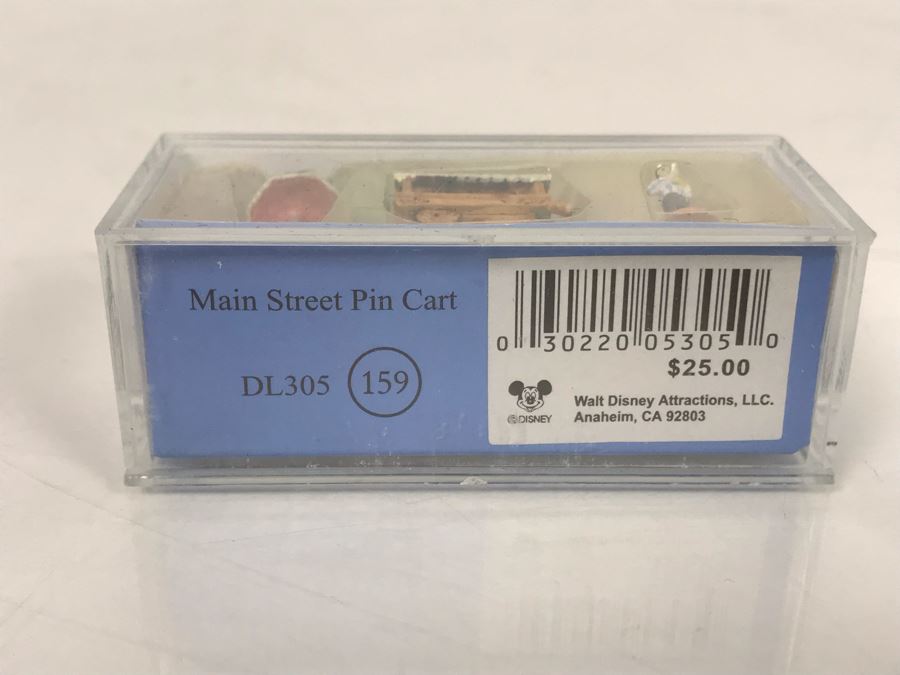 Main Street Pin Cart
DL305 159
0 30220 05305 0
$25.00
©DISNEY
Walt Disney Attractions, LLC.
Anaheim, CA 92803